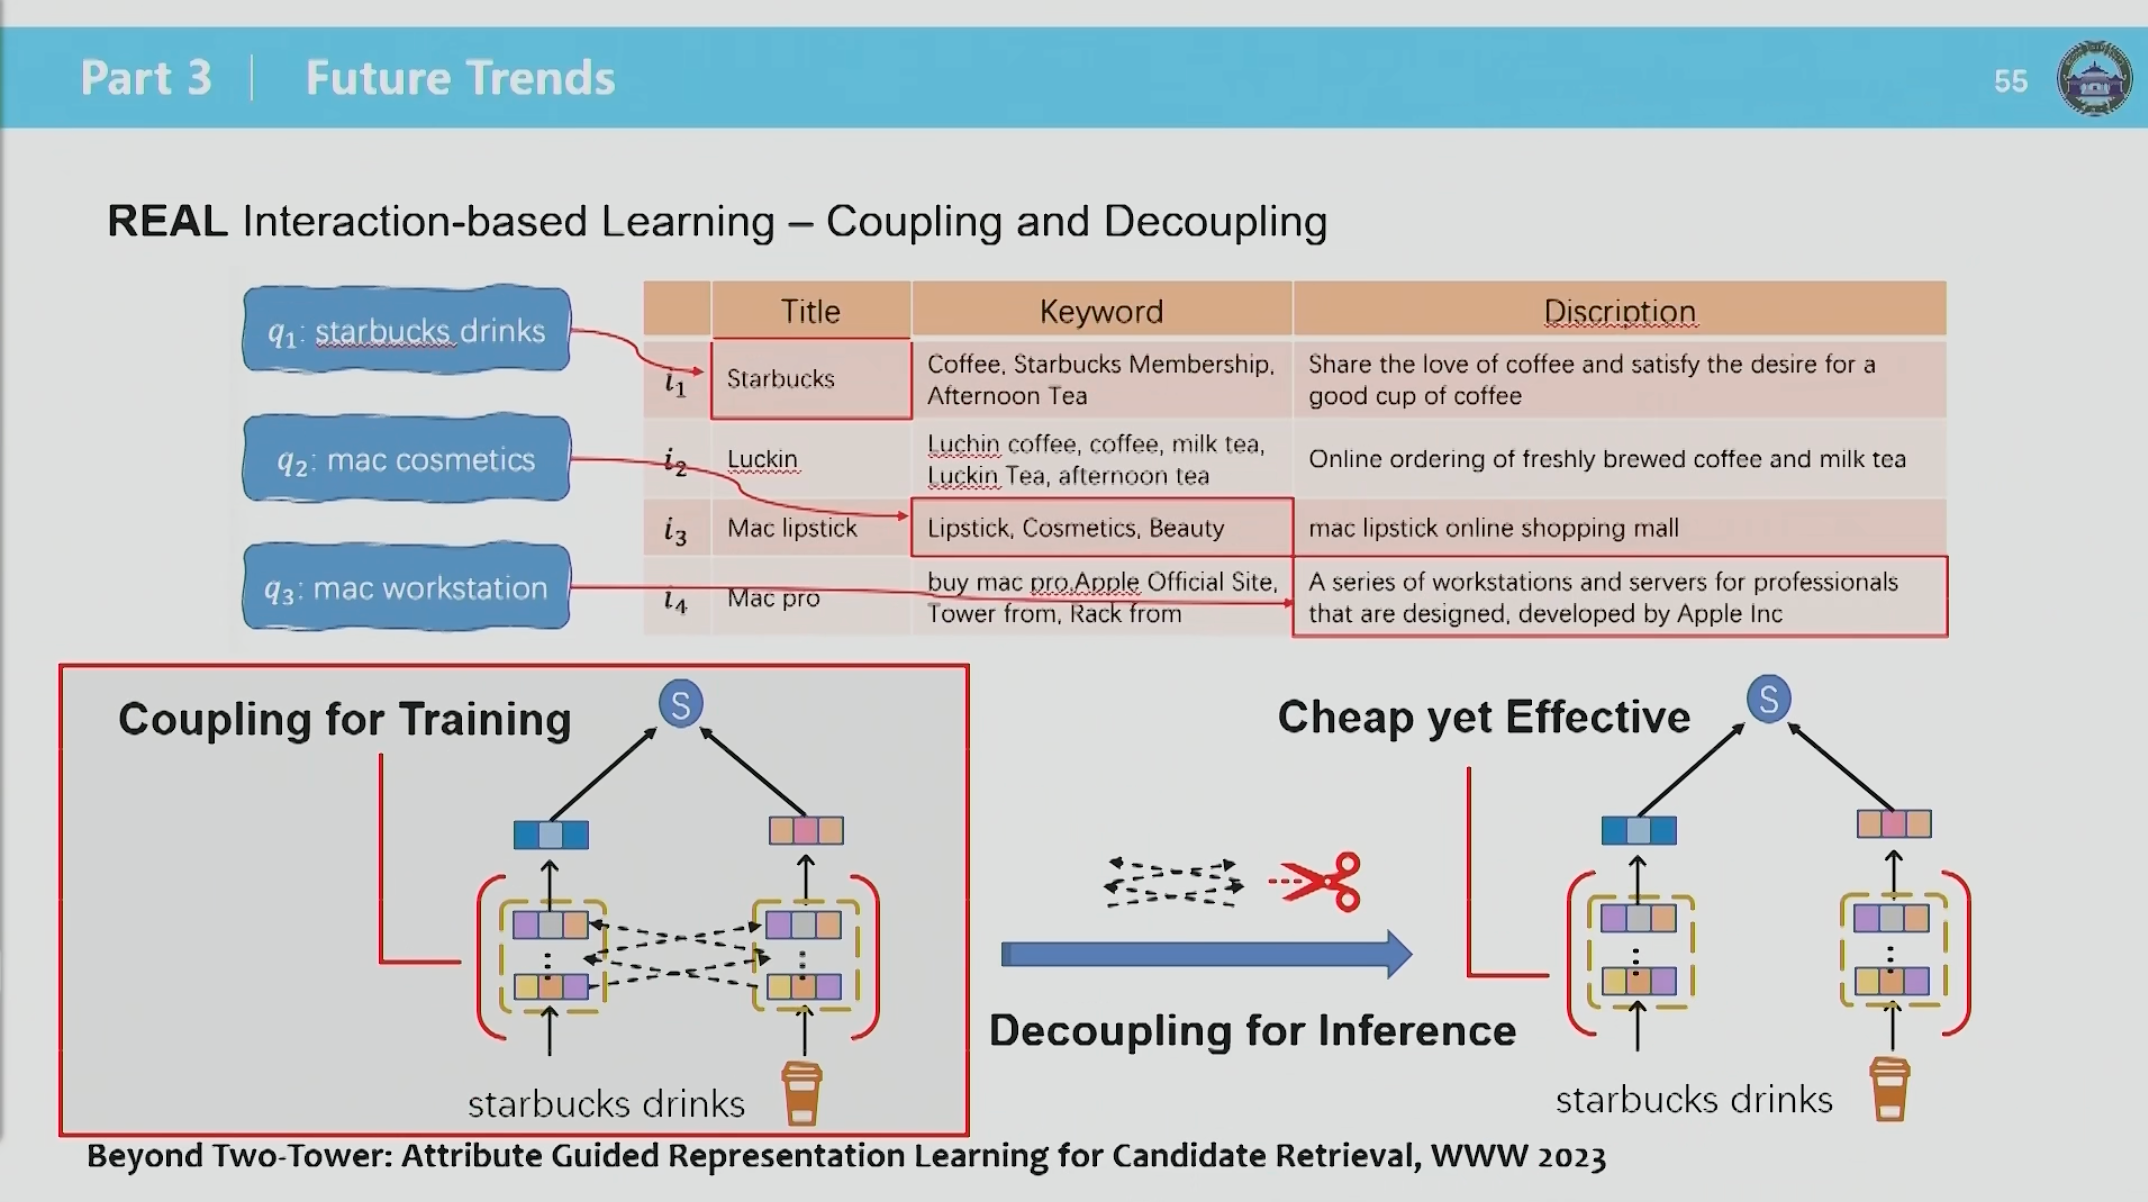 Part 3 | Future Trends
55
REAL Interaction-based Learning – Coupling and Decoupling
q1: starbucks drinks
q2: mac cosmetics
q3: mac workstation
Title Keyword Discription
i1 Starbucks Coffee, Starbucks Membership, Share the love of coffee and satisfy the desire for a
Afternoon Tea good cup of coffee
i2 Luckin Luchin coffee, coffee, milk tea, Online ordering of freshly brewed coffee and milk tea
Luckin Tea, afternoon tea
i3 Mac lipstick Lipstick, Cosmetics, Beauty mac lipstick online shopping mall
i4 Mac pro buy mac pro,Apple Official Site, A series of workstations and servers for professionals
Tower from, Rack from that are designed, developed by Apple Inc
Coupling for Training
S
starbucks drinks
Decoupling for Inference
Cheap yet Effective
S
starbucks drinks
Beyond Two-Tower: Attribute Guided Representation Learning for Candidate Retrieval, WWW 2023